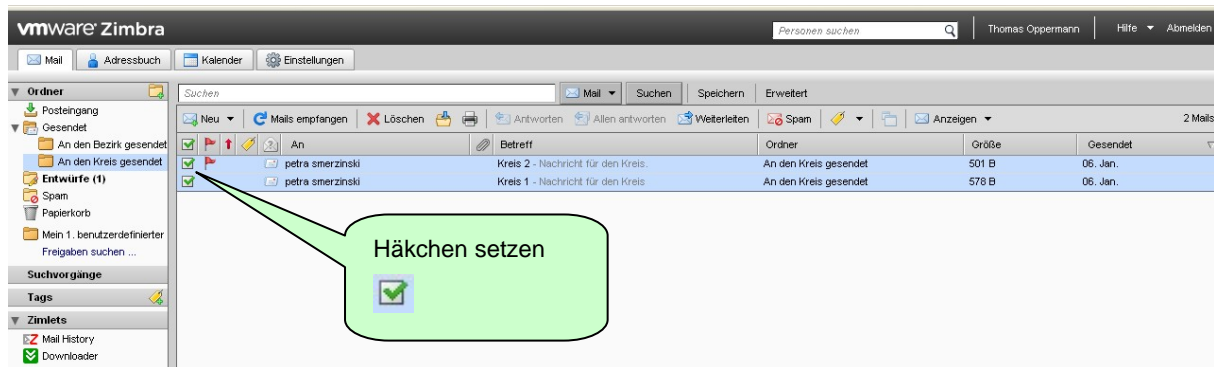 vmware Zimbra
Personen suchen
Thomas Oppermann
Hilfe
Abmelden
Mail
Adressbuch
Kalender
Einstellungen
Ordner
Posteingang
Gesendet
An den Bezirk gesendet
An den Kreis gesendet
Entwürfe (1)
Spam
Papierkorb
Mein 1. benutzerdefinierter
Freigaben suchen ...
Suchvorgänge
Tags
Zimlets
Mail History
Downloader
Suchen Mail Suchen Speichern Erweitert
Neu Mails empfangen Löschen Antworten Allen antworten Weiterleiten Spam Anzeigen 2 Mails
An Betreff Ordner Größe Gesendet
petra smerzinski Kreis 2 - Nachricht für den Kreis. An den Kreis gesendet 501 B 06. Jan.
petra smerzinski Kreis 1 - Nachricht für den Kreis An den Kreis gesendet 578 B 06. Jan.
Häkchen setzen